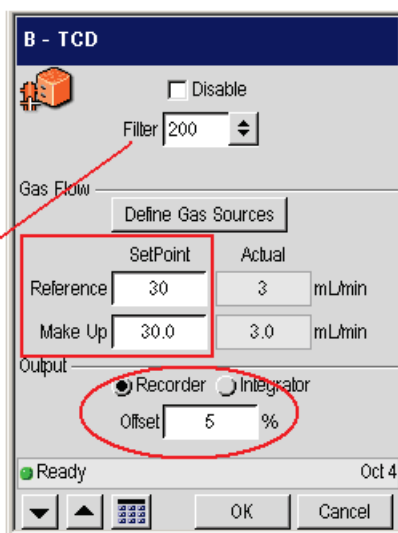 B - TCD
Disable
Filter 200
Gas Flow
Define Gas Sources
SetPoint Actual
Reference 30 3 mL/min
Make Up 30.0 3.0 mL/min
Output
Recorder Integrator
Offset 5 %
Ready Oct 4
OK Cancel